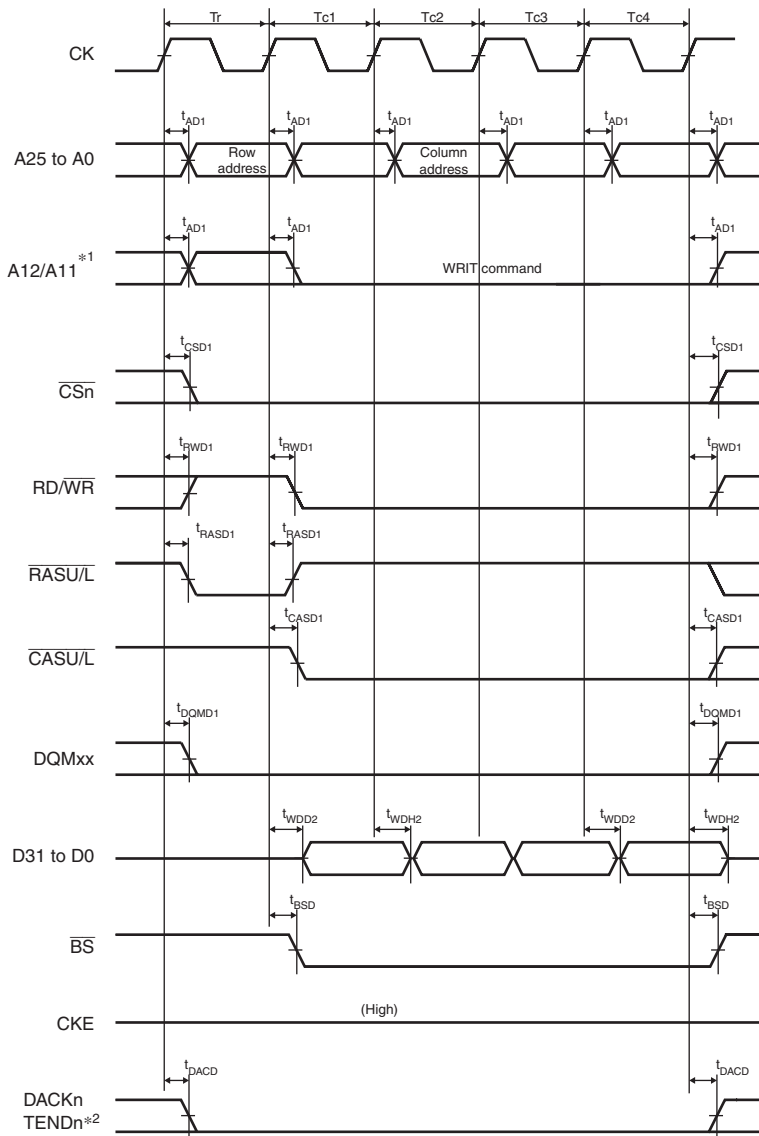 Tr Tc1 Tc2 Tc3 Tc4
CK
tAD1 tAD1 tAD1 tAD1 tAD1 tAD1
A25 to A0
Row address
Column address
tAD1 tAD1 tAD1
A12/A11*1
WRIT command
tCSD1 tCSD1
CSn
tRWD1 tRWD1 tRWD1
RD/WR
tRASD1 tRASD1
RASU/L
tCASD1 tCASD1
CASU/L
tDQMD1 tDQMD1
DQMxx
tWDD2 tWDH2 tWDD2 tWDH2
D31 to D0
tBSD tBSD
BS
(High)
CKE
tDACD tDACD
DACKn
TENDn*2